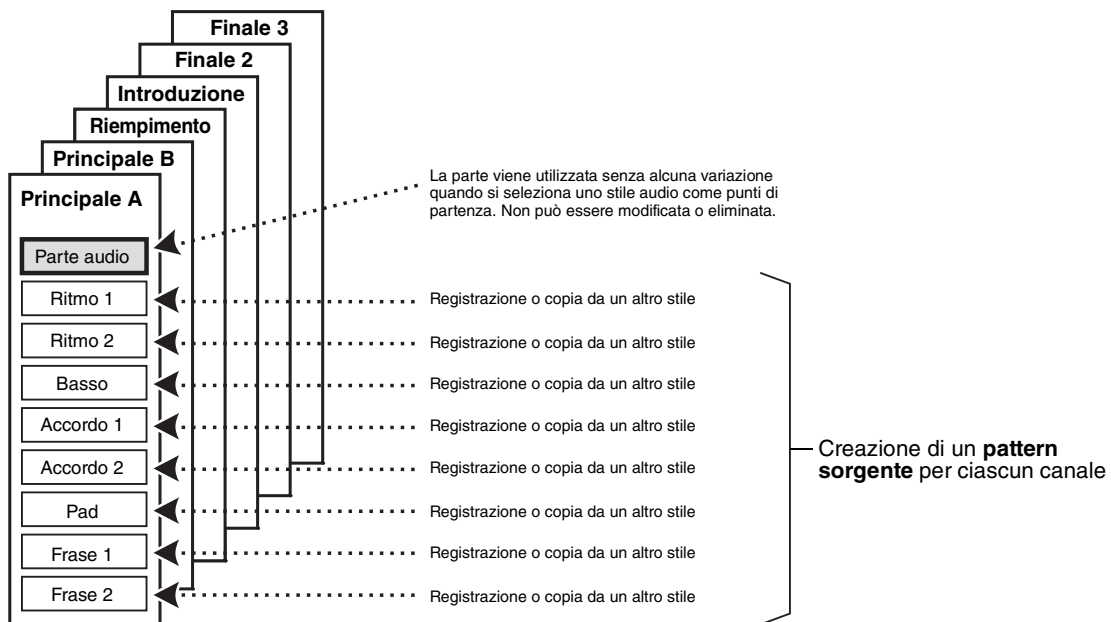 Finale 3
Finale 2
Introduzione
Riempimento
Principale B
Principale A
La parte viene utilizzata senza alcuna variazione
quando si seleziona uno stile audio come punti di
partenza. Non può essere modificata o eliminata.
Parte audio
Ritmo 1
Registrazione o copia da un altro stile
Ritmo 2
Registrazione o copia da un altro stile
Basso
Registrazione o copia da un altro stile
Accordo 1
Registrazione o copia da un altro stile
Accordo 2
Registrazione o copia da un altro stile
Pad
Registrazione o copia da un altro stile
Frase 1
Registrazione o copia da un altro stile
Frase 2
Registrazione o copia da un altro stile
Creazione di un pattern
sorgente per ciascun canale